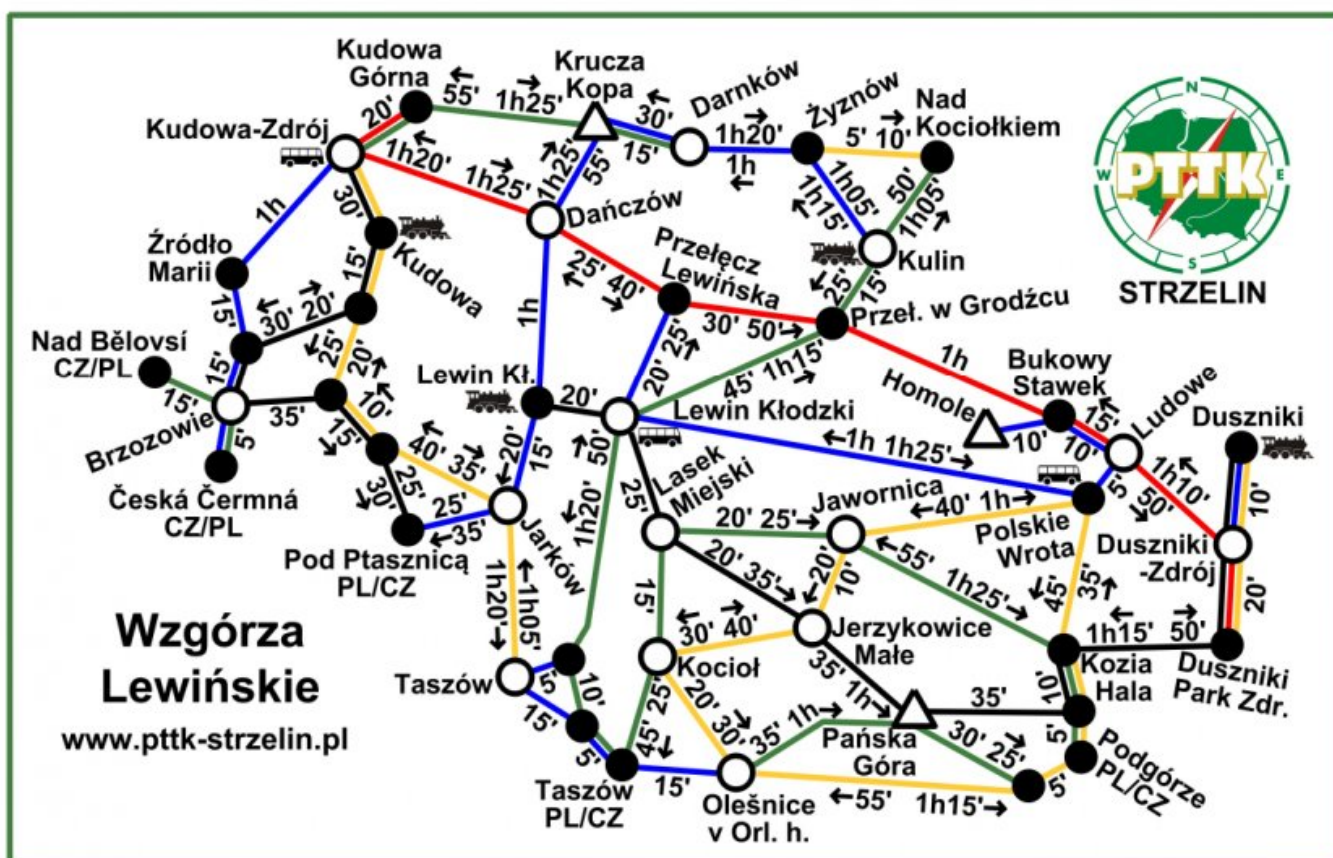 Kudowa
Górna
Krucza
Kopa
Darnków
Żyznów
Nad
Kociołkiem
20'
←
→
55'
1h25'
←
30'
15'
→
1h20'
1h
←
→
5' 10'
Kudowa-Zdrój
←
1h20'
→
1h25'
→
1h25'
55'
1h05'
1h15'
←
50'
1h05'
→
N
W
E
S
PTTK
STRZELIN
1h
30'
Dańczów
Źródło
Marii
Kudowa
15'
25' 40'
←
→
Przełęcz
Lewińska
Kulin
←
25'
15'
15'
←
→
30' 20'
1h
30' 50'
→
Przeł. w Grodźcu
Nad Bělovsí
CZ/PL
15'
←
25'
20'
→
Lewin Kł.
20'
20' 25'
→
45'
1h15'
→
1h
Bukowy
Stawek
Homole
10'
←
15'
10'
Ludowe
Duszniki
15'
5'
Brzozowie
35'
10'
←
15'
→
Lewin Kłodzki
←1h 1h25'→
5'
1h10'
←
50'
→
10'
Česká Čermná
CZ/PL
←
→
40' 35'
←20'
15'
25'
30'
→
25'
←35'
→
50'
1h20'
←
25'
Lasek
Miejski
Jawornica
←40' 1h→
Polskie
Wrota
Duszniki
-Zdrój
Pod Ptasznicą
PL/CZ
Jarków
20' 25'→
←20'
10'
←55'
1h25'→
←
45'
35'
→
20'
1h20'→
←1h05'
15'
20' 35'→
←
→
1h15' 50'
Wzgórza
Lewińskie
www.pttk-strzelin.pl
Taszów
5'
10'
15'
5'
Kocioł
←
→
30' 40'
Jerzykowice
Małe
35'
1h→
Kozia
Hala
Duszniki
Park Zdr.
10'
35'
5'
25'
45'
→
20'
30'
→
35'
1h→
Pańska
Góra
30' 25'
→
Podgórze
PL/CZ
5'
Taszów
PL/CZ
15'
Olešnice
v Orl. h.
←55'
1h15'→